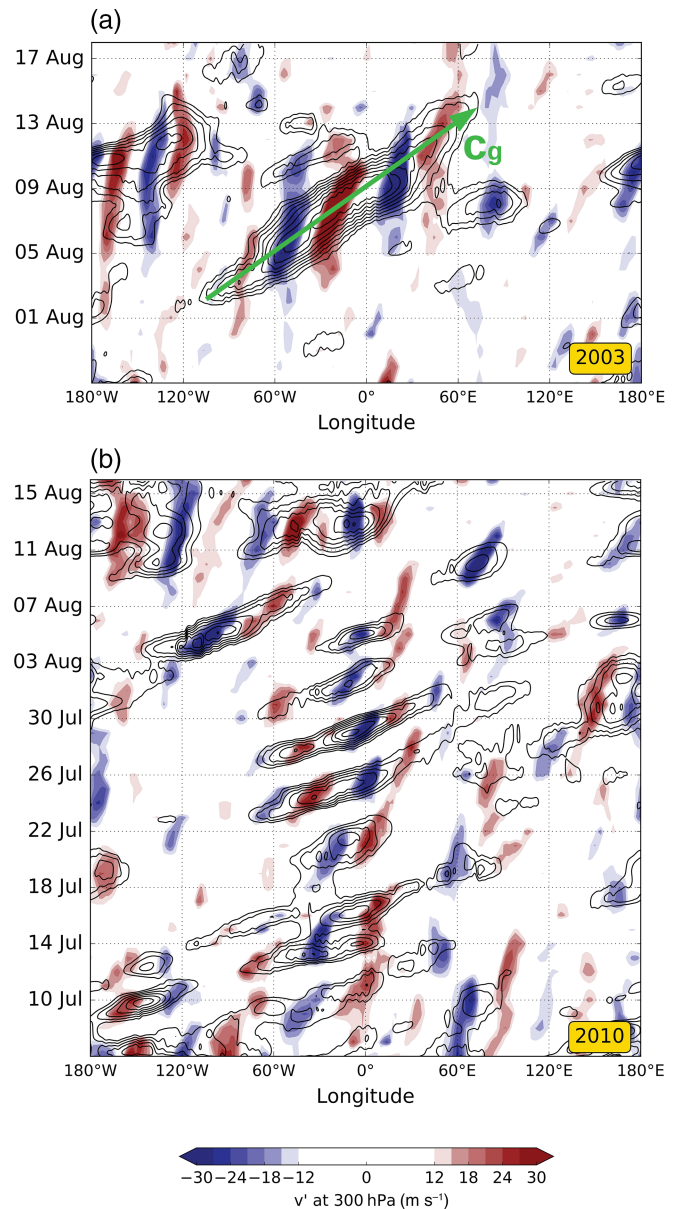 (a)
17 Aug
13 Aug
09 Aug
05 Aug
01 Aug
cg
2003
180°W 120°W 60°W 0° 60°E 120°E 180°E
Longitude
(b)
15 Aug
11 Aug
07 Aug
03 Aug
30 Jul
26 Jul
22 Jul
18 Jul
14 Jul
10 Jul
2010
180°W 120°W 60°W 0° 60°E 120°E 180°E
Longitude
−30 −24 −18 −12 0 12 18 24 30
v' at 300 hPa (m s⁻¹)